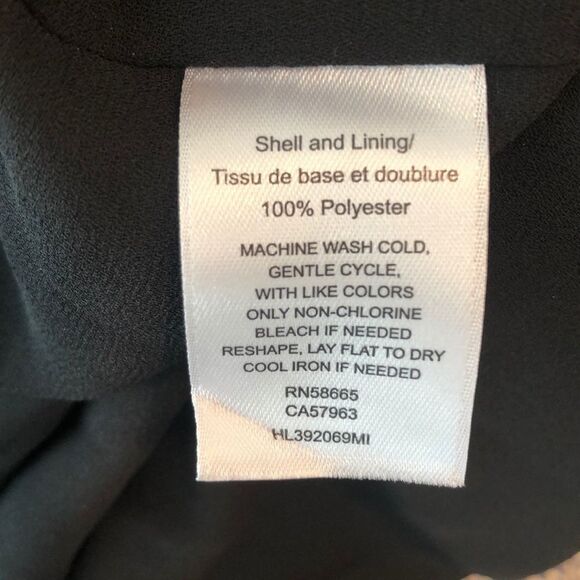 Shell and Lining/
Tissu de base et doublure
100% Polyester
MACHINE WASH COLD,
GENTLE CYCLE,
WITH LIKE COLORS
ONLY NON-CHLORINE
BLEACH IF NEEDED
RESHAPE, LAY FLAT TO DRY
COOL IRON IF NEEDED
RN58665
CA57963
HL392069MI